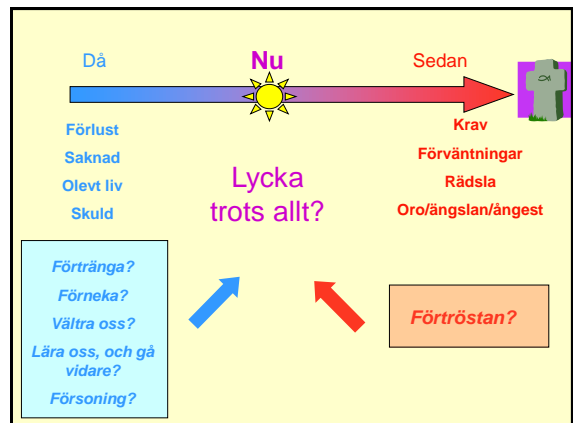 Då
Nu
Sedan
Förlust
Saknad
Olevt liv
Skuld
Lycka
trots allt?
Krav
Förväntningar
Rädsla
Oro/ängslan/ångest
Förtränga?
Förneka?
Vältra oss?
Lära oss, och gå
vidare?
Försoning?
Förtröstan?